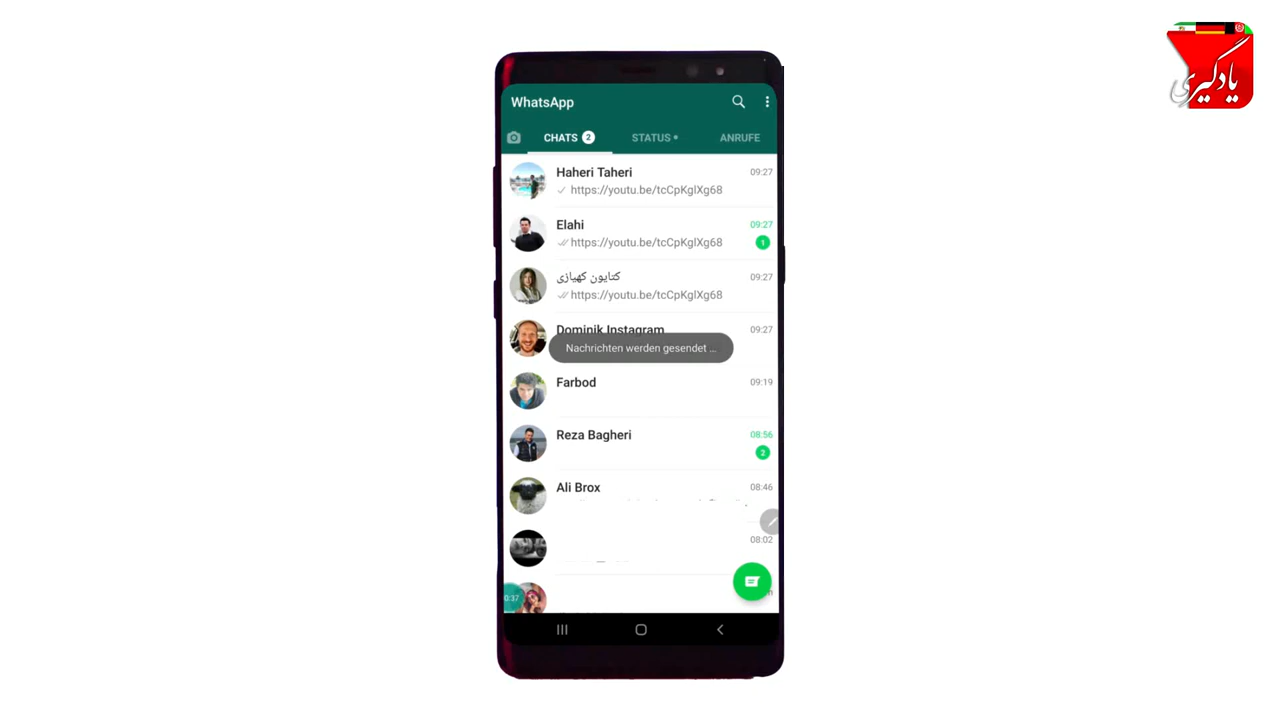 یادگیری
WhatsApp
CHATS 2
STATUS
ANRUFE
Haheri Taheri
09:27
https://youtu.be/tcCpKglXg68
Elahi
09:27
https://youtu.be/tcCpKglXg68
1
کتایون کهیازی
09:27
https://youtu.be/tcCpKglXg68
Dominik Instagram
09:27
Nachrichten werden gesendet ...
Farbod
09:19
Reza Bagheri
08:56
2
Ali Brox
08:46
08:02
0:37